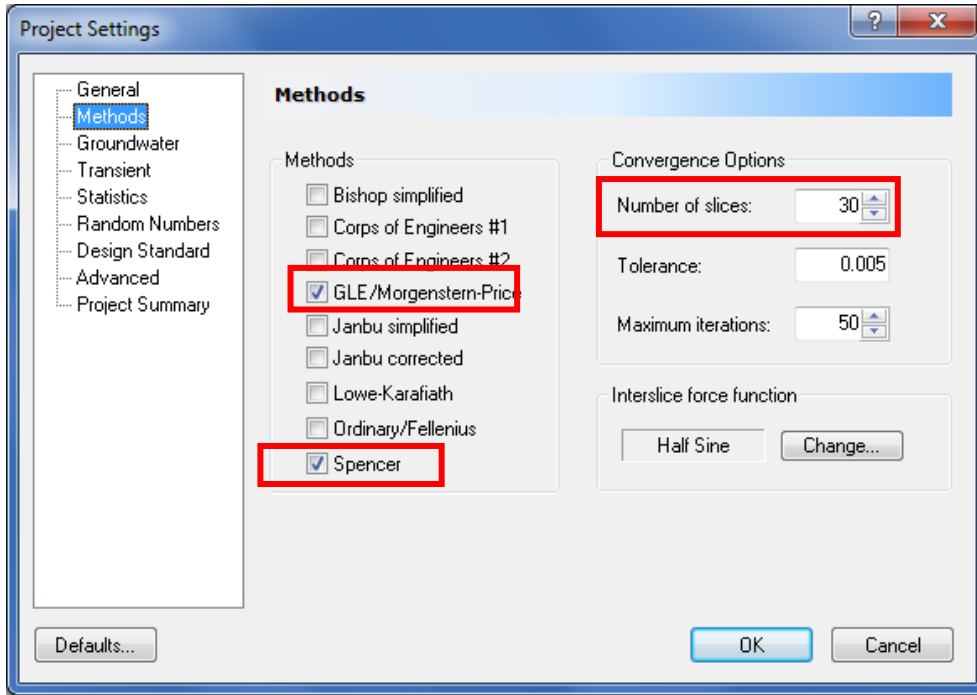 Project Settings
General
Methods
Groundwater
Transient
Statistics
Random Numbers
Design Standard
Advanced
Project Summary
Methods
Methods
Bishop simplified
Corps of Engineers #1
Corps of Engineers #2
GLE/Morgenstern-Price
Janbu simplified
Janbu corrected
Lowe-Karafiath
Ordinary/Fellenius
Spencer
Convergence Options
Number of slices: 30
Tolerance: 0.005
Maximum iterations: 50
Interslice force function
Half Sine Change...
Defaults... OK Cancel